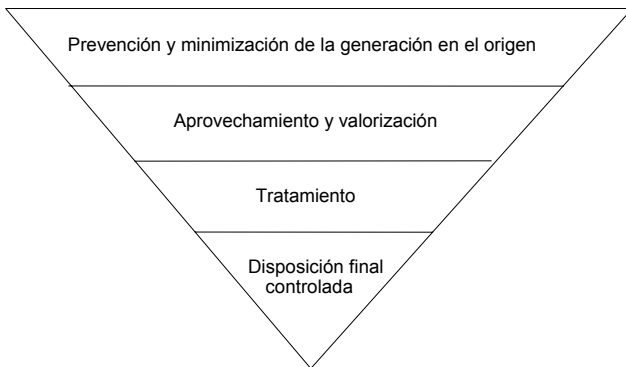 Prevención y minimización de la generación en el origen
Aprovechamiento y valorización
Tratamiento
Disposición final
controlada